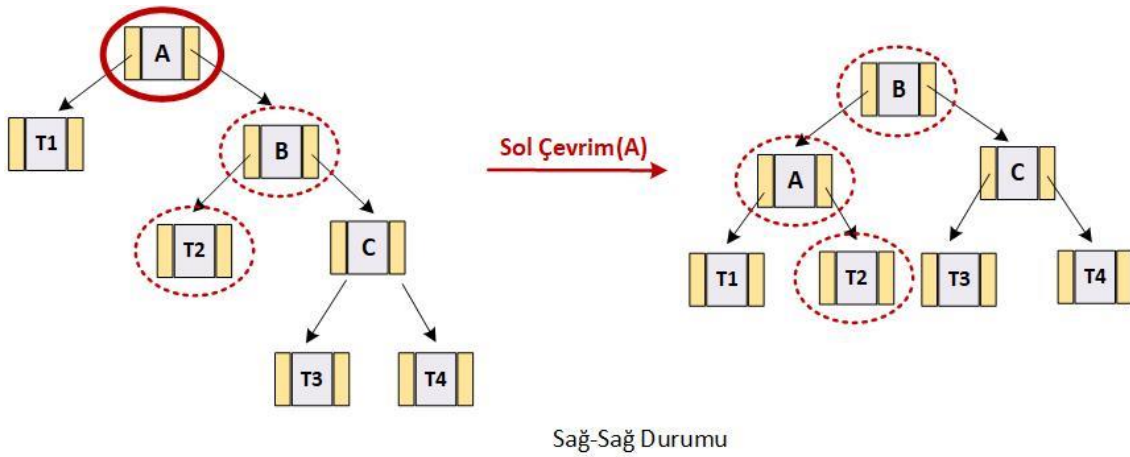 A
T1
B
T2
C
T3
T4
Sol Çevrim(A)
B
A
C
T1
T2
T3
T4
Sağ-Sağ Durumu